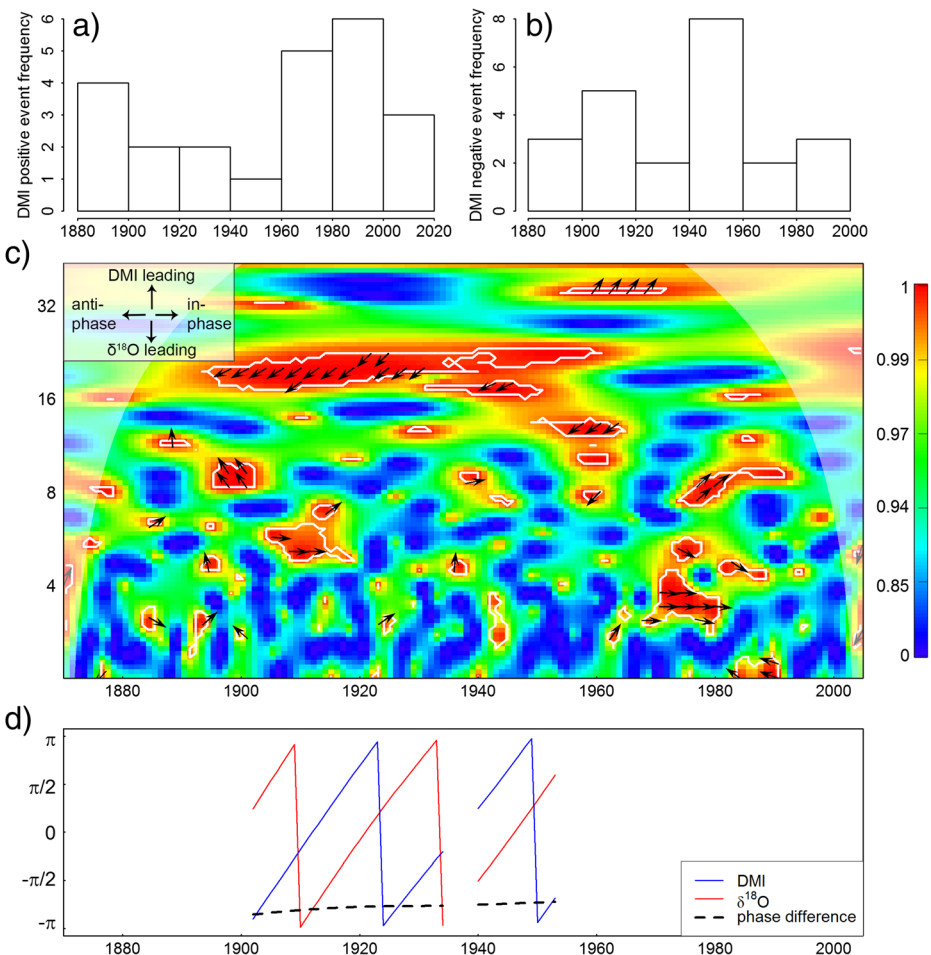 a)
DMI positive event frequency
6
5
4
3
2
1
0
1880 1900 1920 1940 1960 1980 2000 2020
b)
DMI negative event frequency
8
6
4
2
0
1880 1900 1920 1940 1960 1980 2000
c)
DMI leading
anti-phase
in-phase
δ¹⁸O leading
32
16
8
4
1880 1900 1920 1940 1960 1980 2000
1
0.99
0.97
0.94
0.85
0
d)
π
π/2
0
-π/2
-π
DMI
δ¹⁸O
phase difference
1880 1900 1920 1940 1960 1980 2000